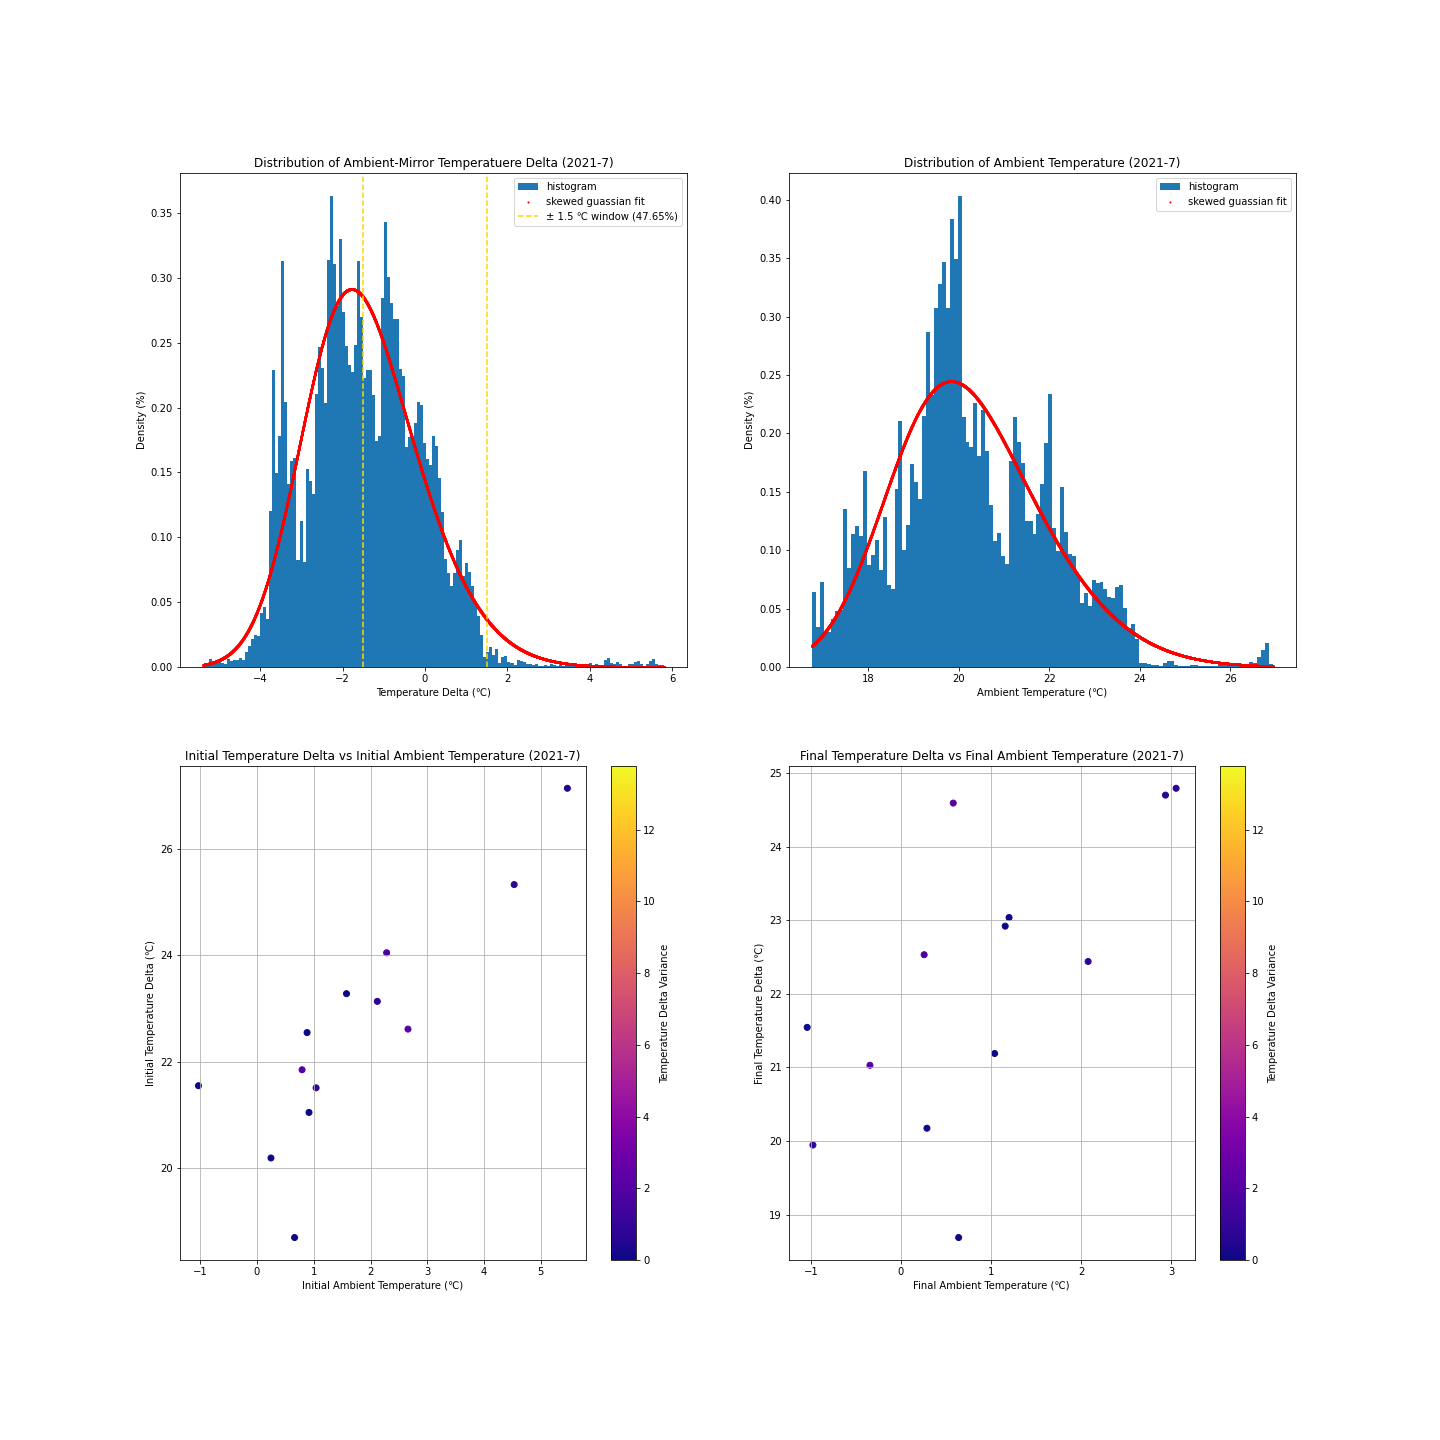 Distribution of Ambient-Mirror Temperatuere Delta (2021-7)
histogram
skewed guassian fit
± 1.5 °C window (47.65%)
0.35
0.30
0.25
0.20
0.15
0.10
0.05
0.00
Density (%)
−4 −2 0 2 4 6
Temperature Delta (°C)
Distribution of Ambient Temperature (2021-7)
histogram
skewed guassian fit
0.40
0.35
0.30
0.25
0.20
0.15
0.10
0.05
0.00
Density (%)
18 20 22 24 26
Ambient Temperature (°C)
Initial Temperature Delta vs Initial Ambient Temperature (2021-7)
26
24
22
20
Initial Temperature Delta (°C)
−1 0 1 2 3 4 5
Initial Ambient Temperature (°C)
12
10
8
6
4
2
0
Temperature Delta Variance
Final Temperature Delta vs Final Ambient Temperature (2021-7)
25
24
23
22
21
20
19
Final Temperature Delta (°C)
−1 0 1 2 3
Final Ambient Temperature (°C)
12
10
8
6
4
2
0
Temperature Delta Variance